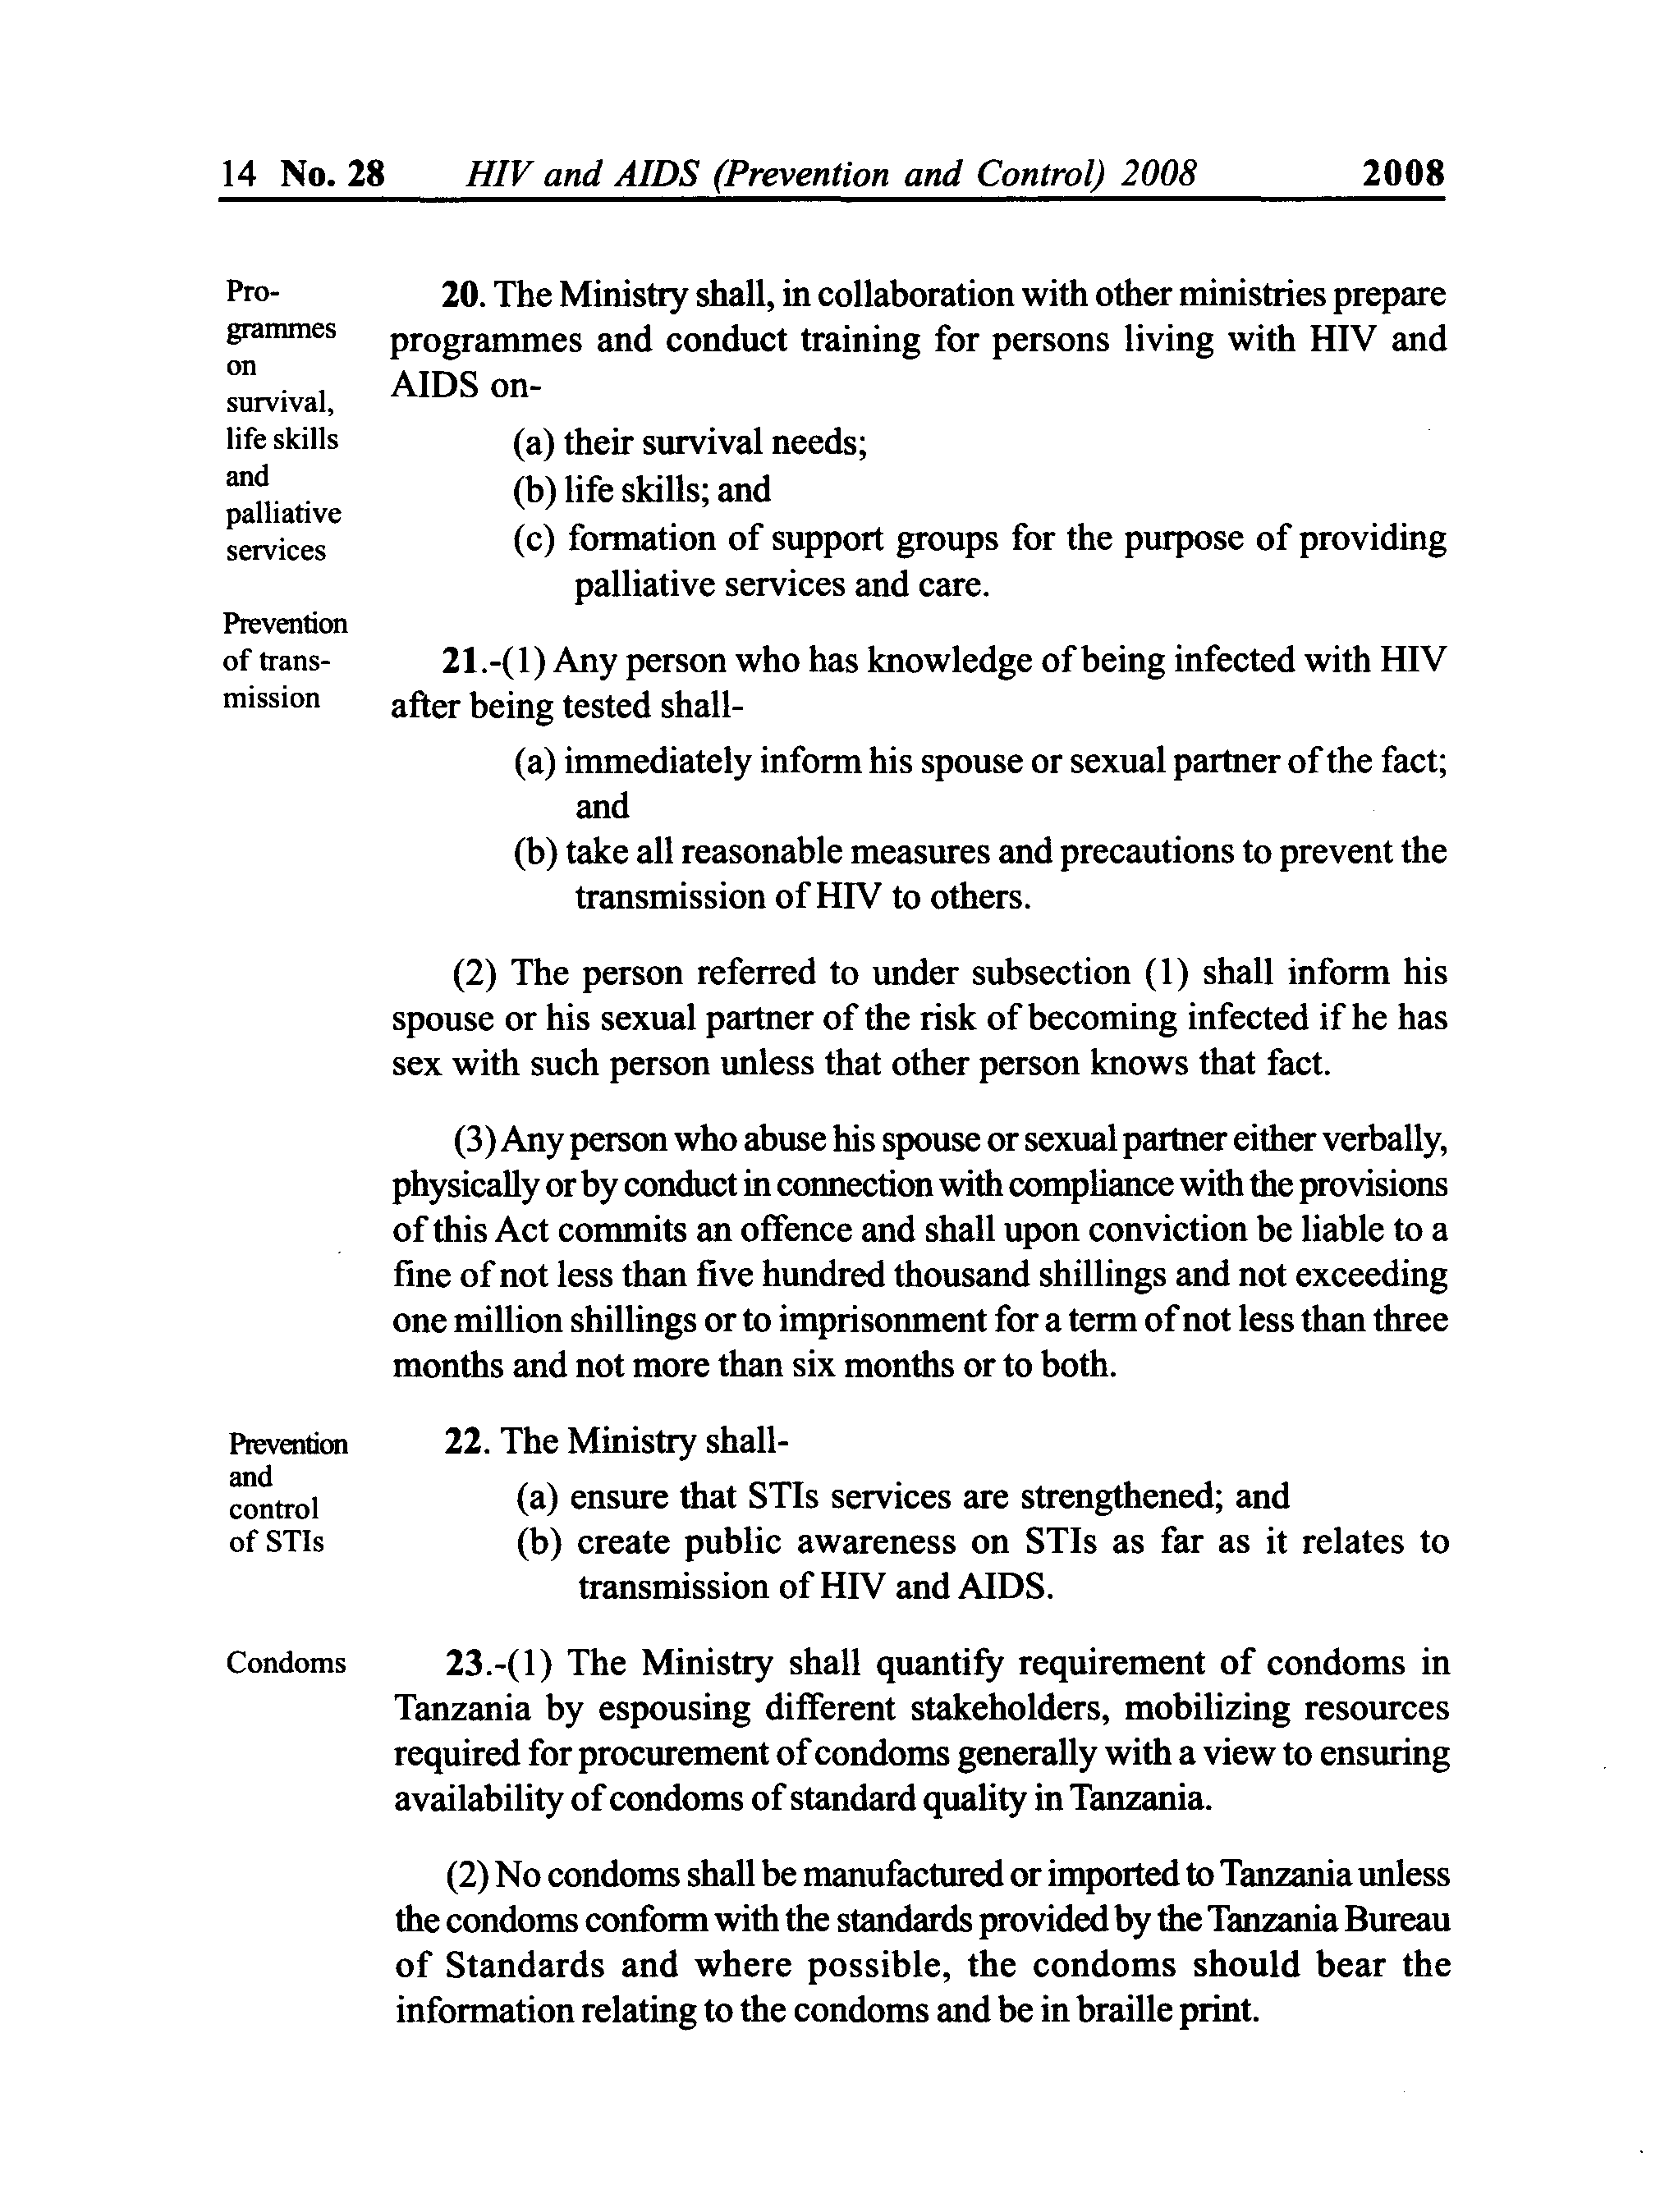 14 No. 28 HIV and AIDS (Prevention and Control) 2008 2008
Pro-
grammes
on
survival,
life skills
and
palliative
services
20. The Ministry shall, in collaboration with other ministries prepare
programmes and conduct training for persons living with HIV and
AIDS on-
(a) their survival needs;
(b) life skills; and
(c) formation of support groups for the purpose of providing
palliative services and care.
Prevention
of trans-
mission
21.-(1) Any person who has knowledge of being infected with HIV
after being tested shall-
(a) immediately inform his spouse or sexual partner of the fact;
and
(b) take all reasonable measures and precautions to prevent the
transmission of HIV to others.
(2) The person referred to under subsection (1) shall inform his
spouse or his sexual partner of the risk of becoming infected if he has
sex with such person unless that other person knows that fact.
(3) Any person who abuse his spouse or sexual partner either verbally,
physically or by conduct in connection with compliance with the provisions
of this Act commits an offence and shall upon conviction be liable to a
fine of not less than five hundred thousand shillings and not exceeding
one million shillings or to imprisonment for a term of not less than three
months and not more than six months or to both.
Prevention
and
control
of STIs
22. The Ministry shall-
(a) ensure that STIs services are strengthened; and
(b) create public awareness on STIs as far as it relates to
transmission of HIV and AIDS.
Condoms
23.-(1) The Ministry shall quantify requirement of condoms in
Tanzania by espousing different stakeholders, mobilizing resources
required for procurement of condoms generally with a view to ensuring
availability of condoms of standard quality in Tanzania.
(2) No condoms shall be manufactured or imported to Tanzania unless
the condoms conform with the standards provided by the Tanzania Bureau
of Standards and where possible, the condoms should bear the
information relating to the condoms and be in braille print.